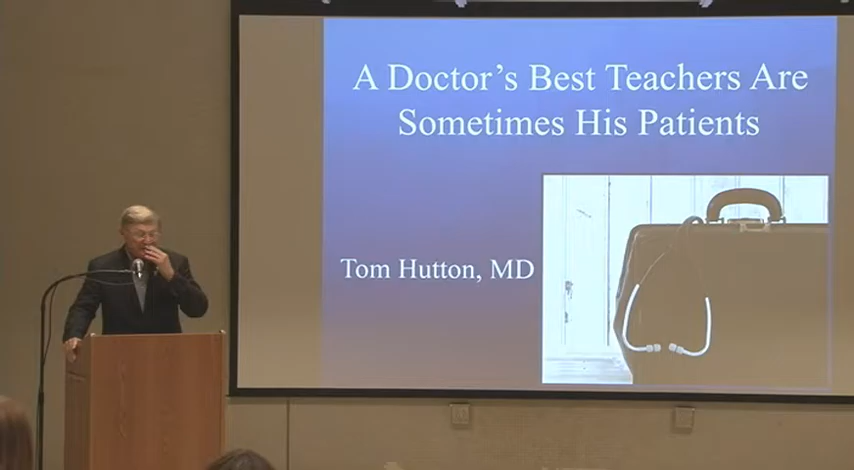 A Doctor's Best Teachers Are
Sometimes His Patients
Tom Hutton, MD